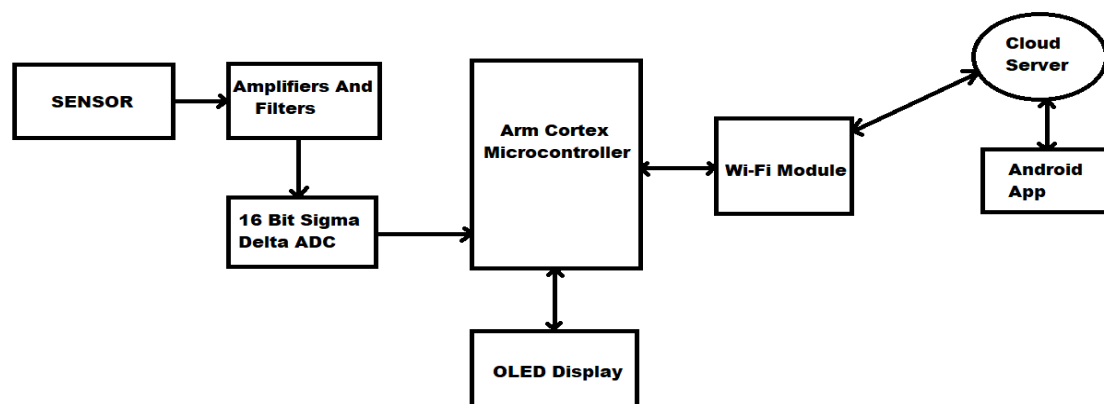 SENSOR
Amplifiers And
Filters
16 Bit Sigma
Delta ADC
Arm Cortex
Microcontroller
OLED Display
Wi-Fi Module
Cloud
Server
Android
App